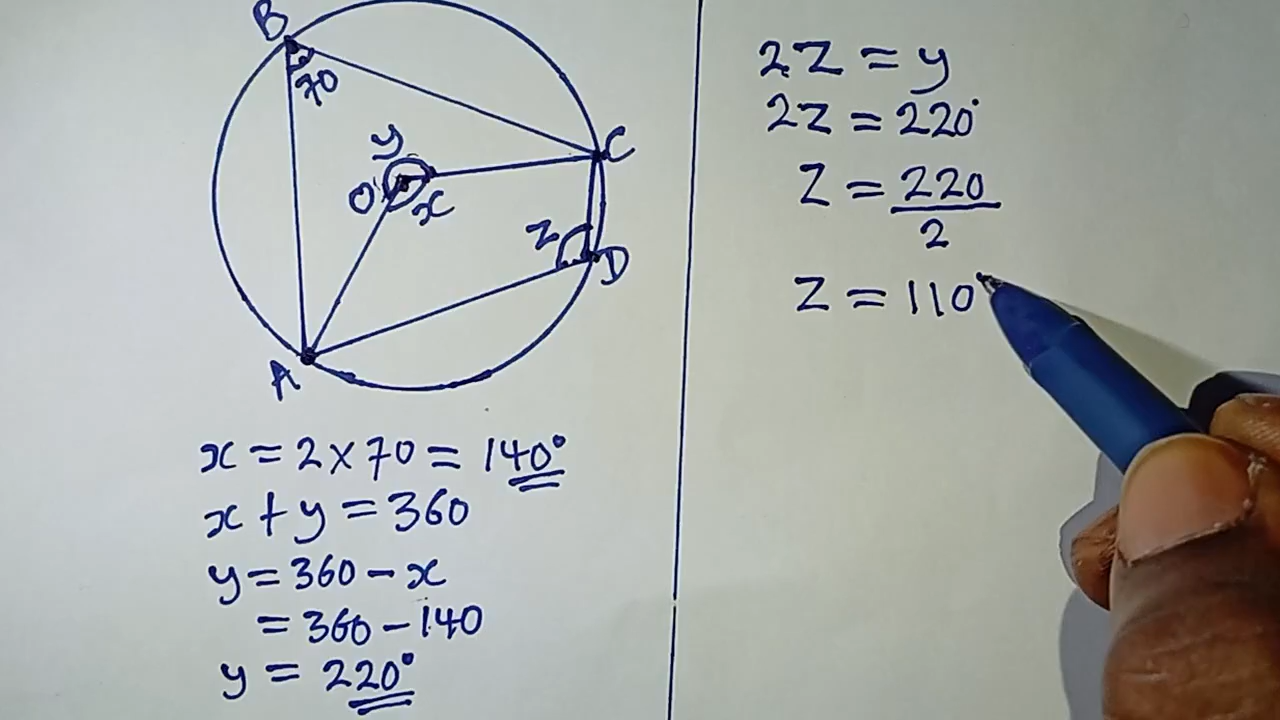 B
70
y
C
O
x
Z
D
A
x = 2 × 70 = 140°
x + y = 360
y = 360 - x
= 360 - 140
y = 220°
2Z = y
2Z = 220°
Z = 220
2
Z = 110°